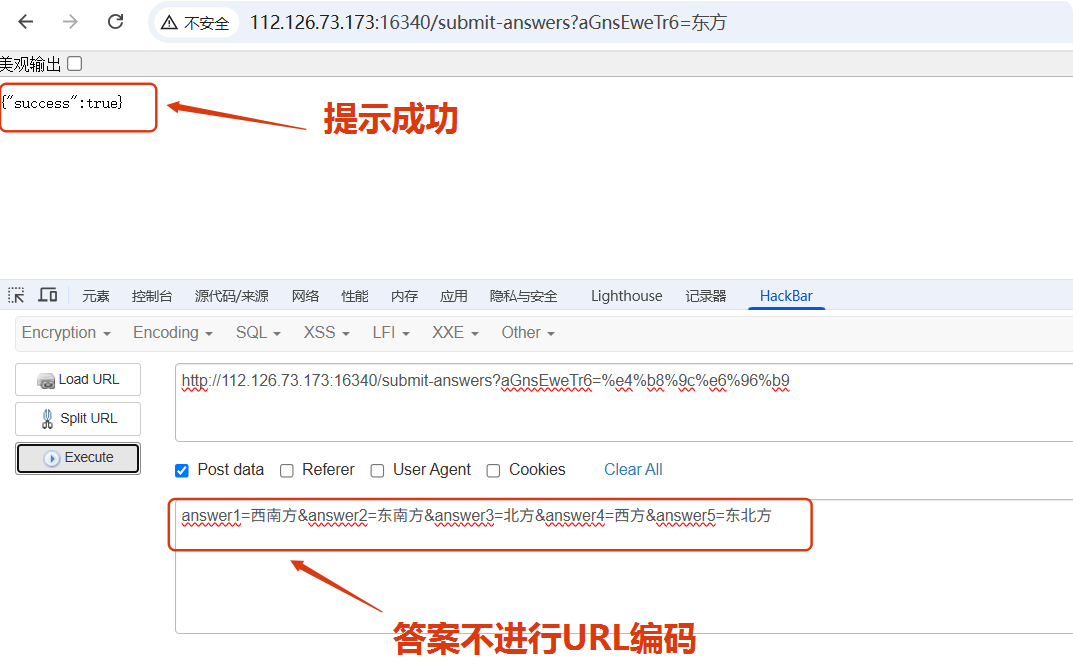 不安全 112.126.73.173:16340/submit-answers?aGnsEweTr6=东方
美观输出
{"success":true}
提示成功
元素 控制台 源代码/来源 网络 性能 内存 应用 隐私与安全 Lighthouse 记录器 HackBar
Encryption Encoding SQL XSS LFI XXE Other
Load URL
http://112.126.73.173:16340/submit-answers?aGnsEweTr6=%e4%b8%9c%e6%96%b9
Split URL
Execute
Post data Referer User Agent Cookies Clear All
answer1=西南方&answer2=东南方&answer3=北方&answer4=西方&answer5=东北方
答案不进行URL编码